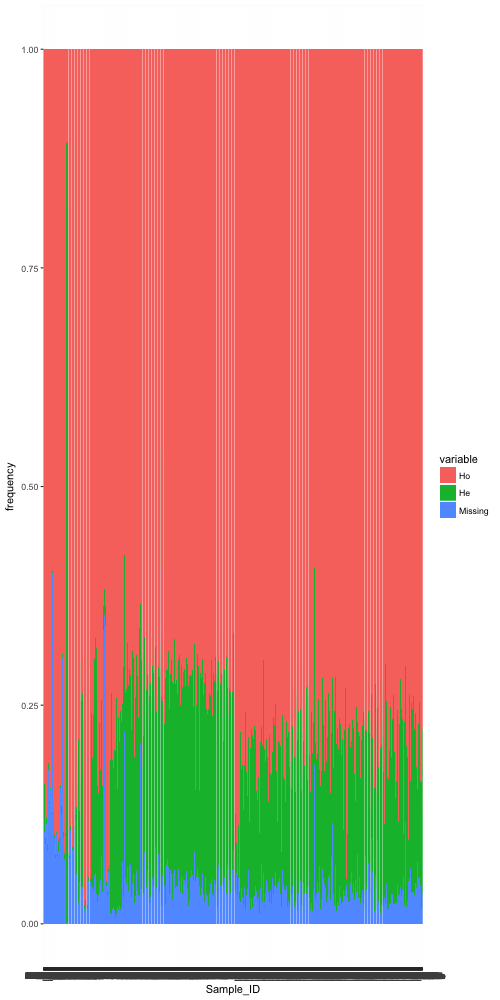 1.00
0.75
0.50
0.25
0.00
frequency
Sample_ID
variable
Ho
He
Missing